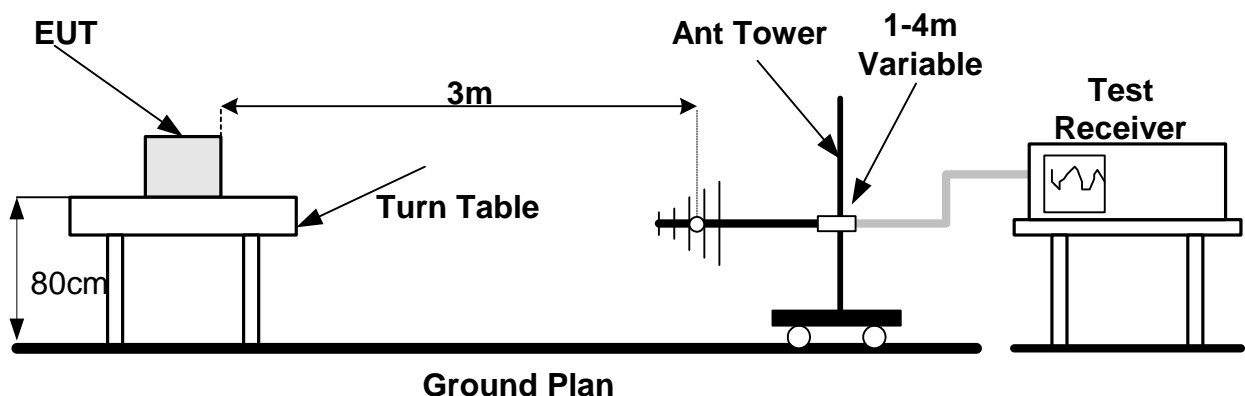 EUT
Ant Tower
1-4m
Variable
3m
Test
Receiver
Turn Table
80cm
Ground Plan